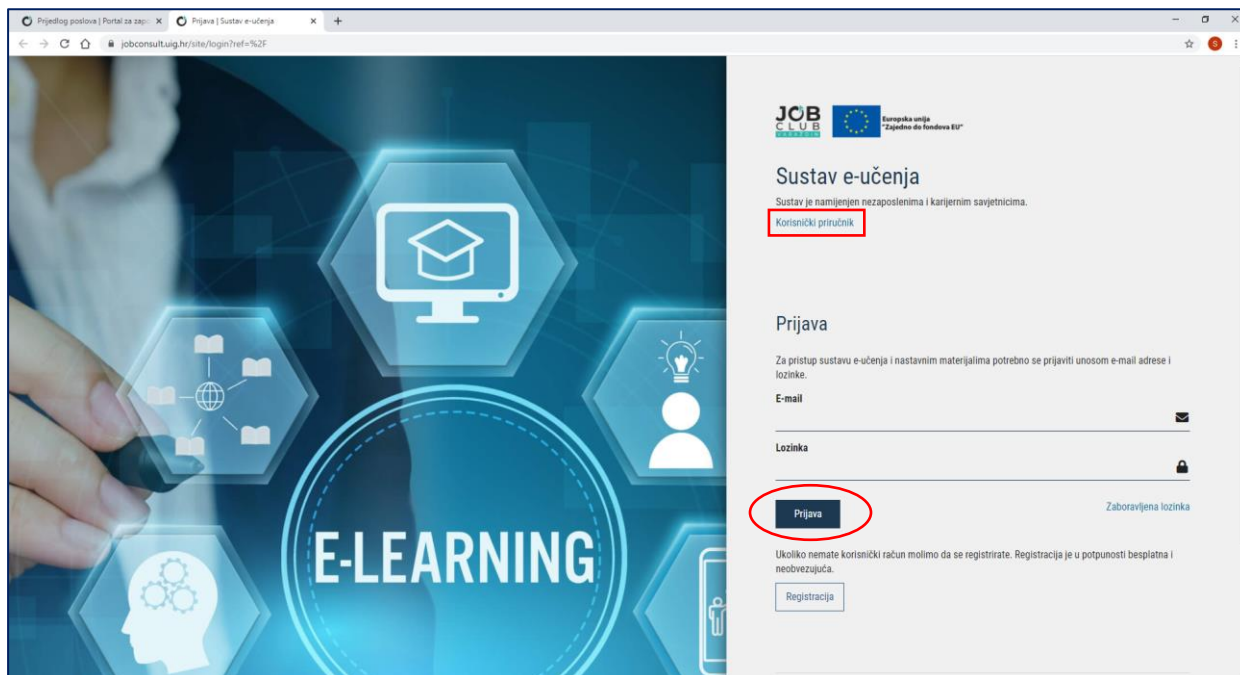 Prijedlog poslova | Portal za zapo
Prijava | Sustav e-učenja
jobconsult.uig.hr/site/login?ref=%2F
S
JOB
CLUB
VARAŽDIN
Europska unija
"Zajedno do fondova EU"
Sustav e-učenja
Sustav je namijenjen nezaposlenima i karijernim savjetnicima.
Korisnički priručnik
Prijava
Za pristup sustavu e-učenja i nastavnim materijalima potrebno se prijaviti unosom e-mail adrese i
lozinke.
E-mail
Lozinka
Prijava
Zaboravljena lozinka
Ukoliko nemate korisnički račun molimo da se registrirate. Registracija je u potpunosti besplatna i
neobvezujuća.
Registracija
E-LEARNING